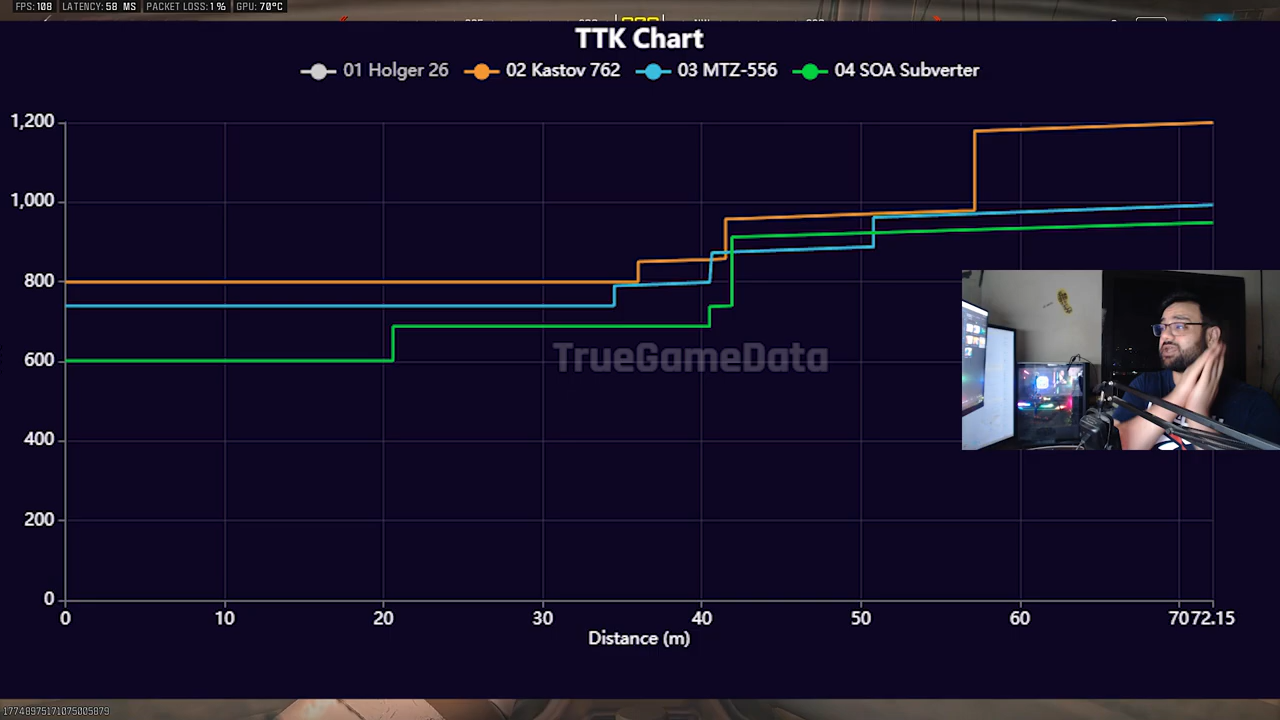 FPS: 108 LATENCY: 58 MS PACKET LOSS: 1 % GPU: 70°C
TTK Chart
01 Holger 26 02 Kastov 762 03 MTZ-556 04 SOA Subverter
1,200
1,000
800
600
400
200
0
TrueGameData
0 10 20 30 40 50 60 70 72.15
Distance (m)
17748975171075005879